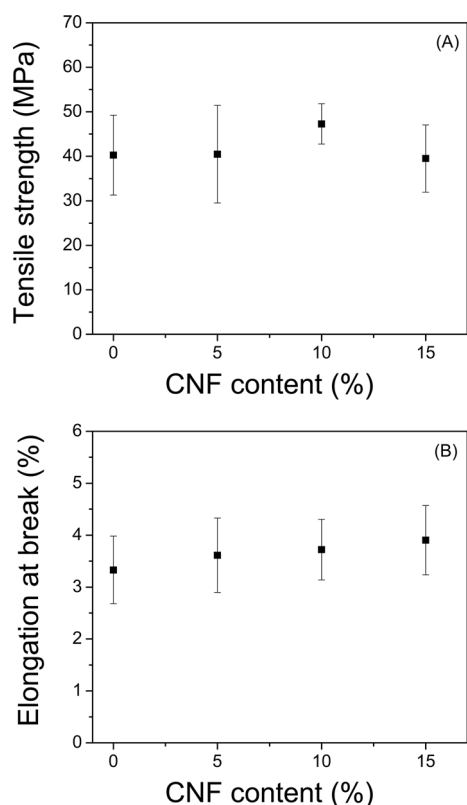 (A)
Tensile strength (MPa)
70
60
50
40
30
20
10
0
0 5 10 15
CNF content (%)
(B)
Elongation at break (%)
6
5
4
3
2
1
0
0 5 10 15
CNF content (%)